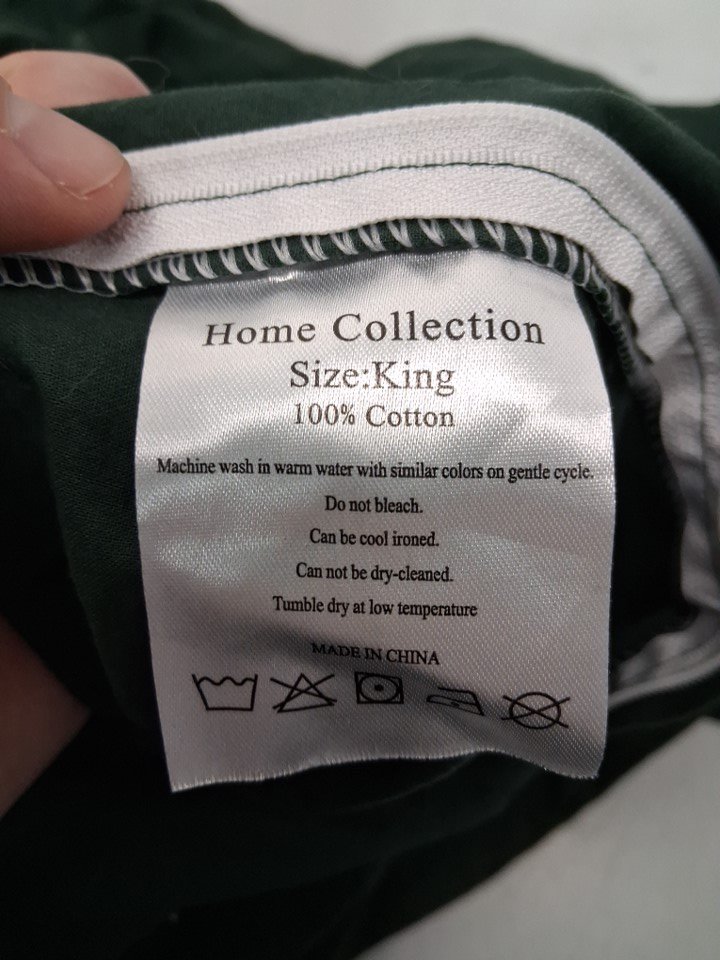 Home Collection
Size:King
100% Cotton
Machine wash in warm water with similar colors on gentle cycle.
Do not bleach.
Can be cool ironed.
Can not be dry-cleaned.
Tumble dry at low temperature
MADE IN CHINA